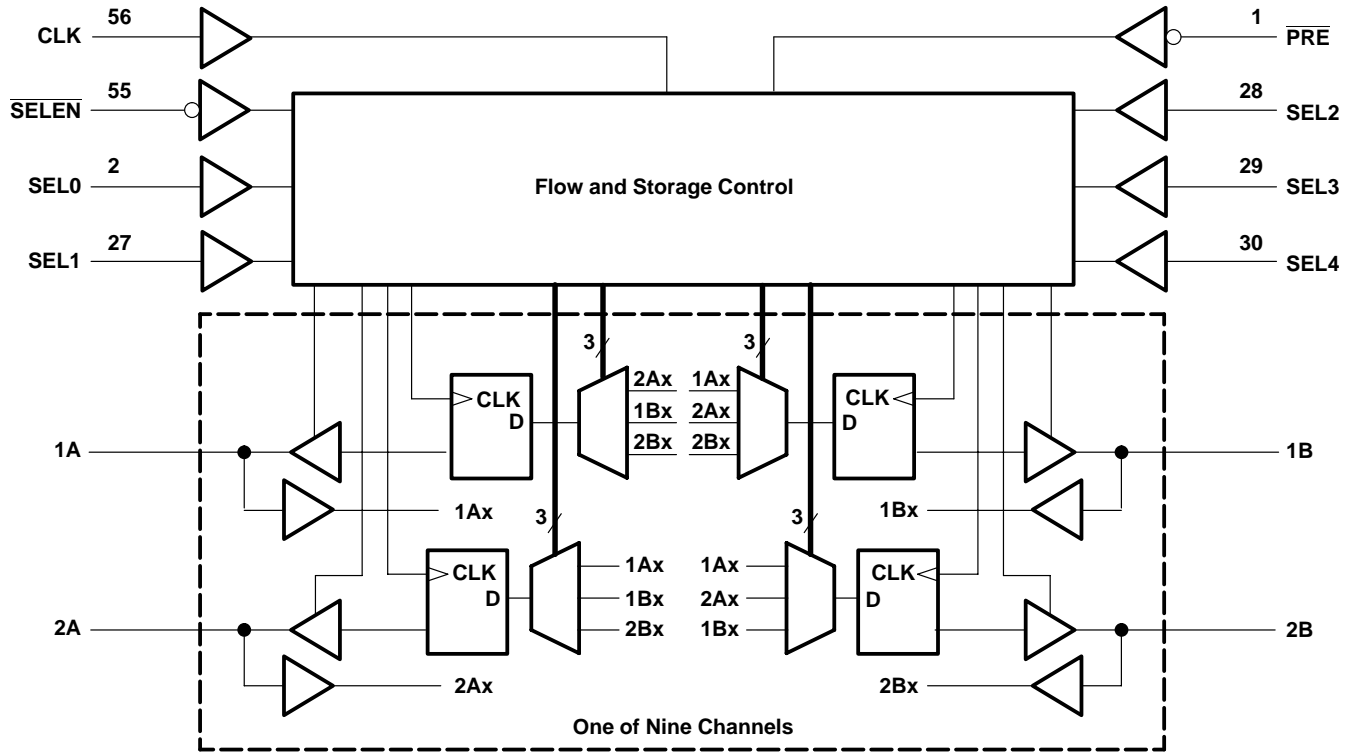 CLK 56
1 PRE
SELEN 55
28 SEL2
SEL0 2
29 SEL3
SEL1 27
30 SEL4
Flow and Storage Control
3 3
2Ax 1Ax
CLK 1Bx 2Ax CLK
D 2Bx 2Bx D
1A 1B
1Ax 1Bx
3 3
CLK 1Ax 1Ax CLK
D 1Bx 2Ax D
2Bx 1Bx
2A 2B
2Ax 2Bx
One of Nine Channels